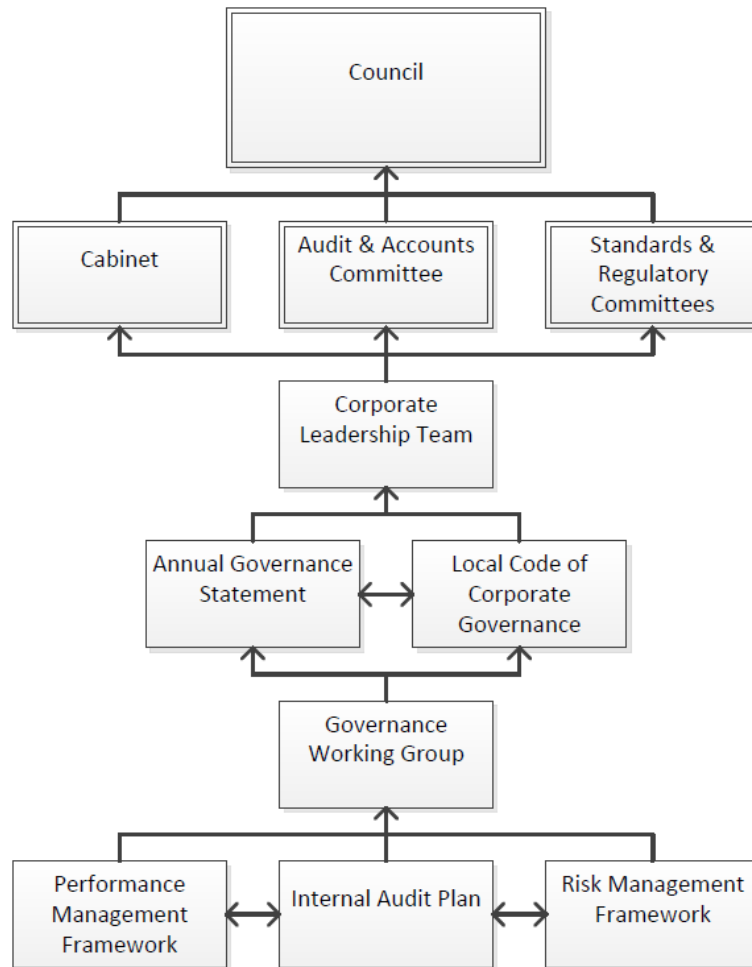 Council
Cabinet
Audit & Accounts
Committee
Standards &
Regulatory
Committees
Corporate
Leadership Team
Annual Governance
Statement
Local Code of
Corporate
Governance
Governance
Working Group
Performance
Management
Framework
Internal Audit Plan
Risk Management
Framework